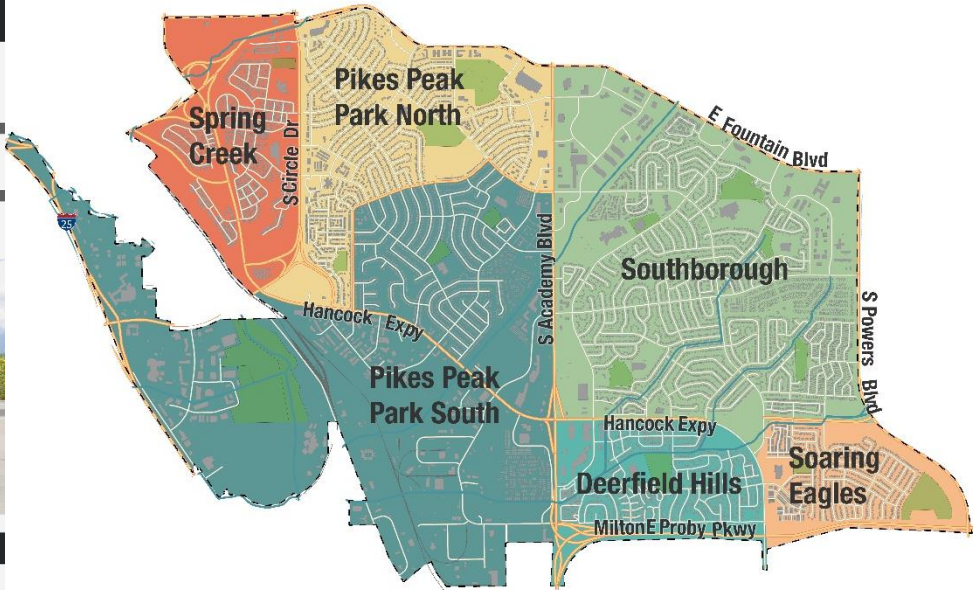 Pikes Peak
Park North
Spring
Creek
S Circle Dr
E Fountain Blvd
25
S Academy Blvd
Southborough
S Powers Blvd
Hancock Expy
Pikes Peak
Park South
Hancock Expy
Soaring
Eagles
Deerfield Hills
Milton E Proby Pkwy